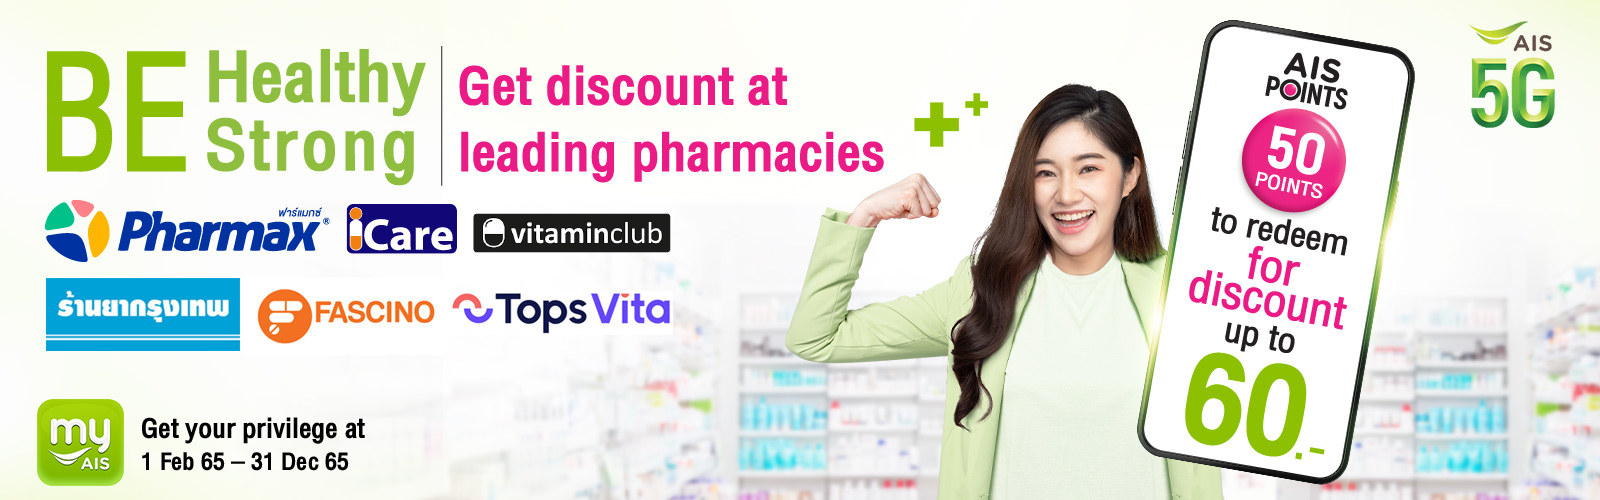 BE Healthy
Strong
Get discount at
leading pharmacies
ฟาร์แมกซ์
Pharmax®
iCare
vitaminclub
ร้านยากรุงเทพ
FASCINO
Tops Vita
my
AIS
Get your privilege at
1 Feb 65 – 31 Dec 65
AIS
POINTS
50
POINTS
to redeem
for
discount
up to
60.-
AIS
5G